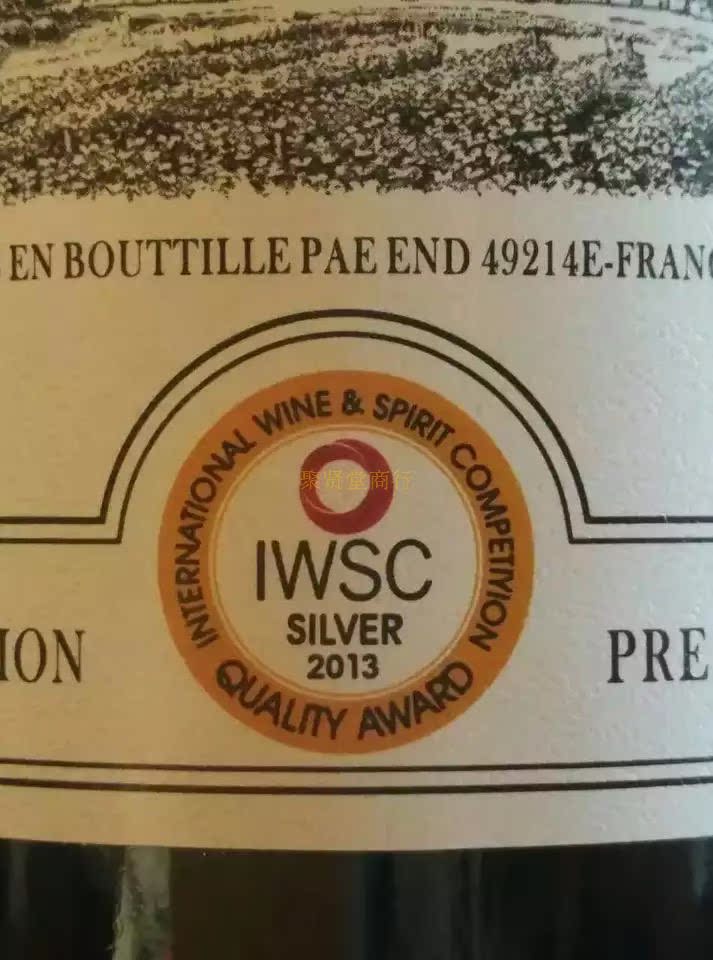 EN BOUTTILLE PAE END 49214E-FRANC
INTERNATIONAL WINE & SPIRIT COMPETITION
聚贤堂商行
IWSC
SILVER
2013
QUALITY AWARD
ION
PRE